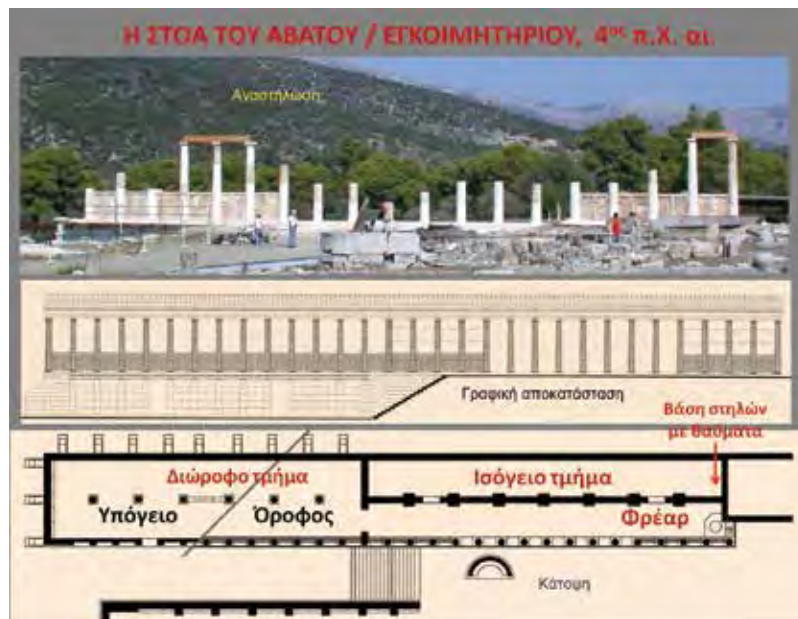 Η ΣΤΟΑ ΤΟΥ ΑΒΑΤΟΥ / ΕΓΚΟΙΜΗΤΗΡΙΟΥ, 4ος π.Χ. αι.
Αναστήλωση
Γραφική αποκατάσταση
Βάση στηλών
με θαύματα
Διώροφο τμήμα
Ισόγειο τμήμα
Υπόγειο
Όροφος
Φρέαρ
Κάτοψη